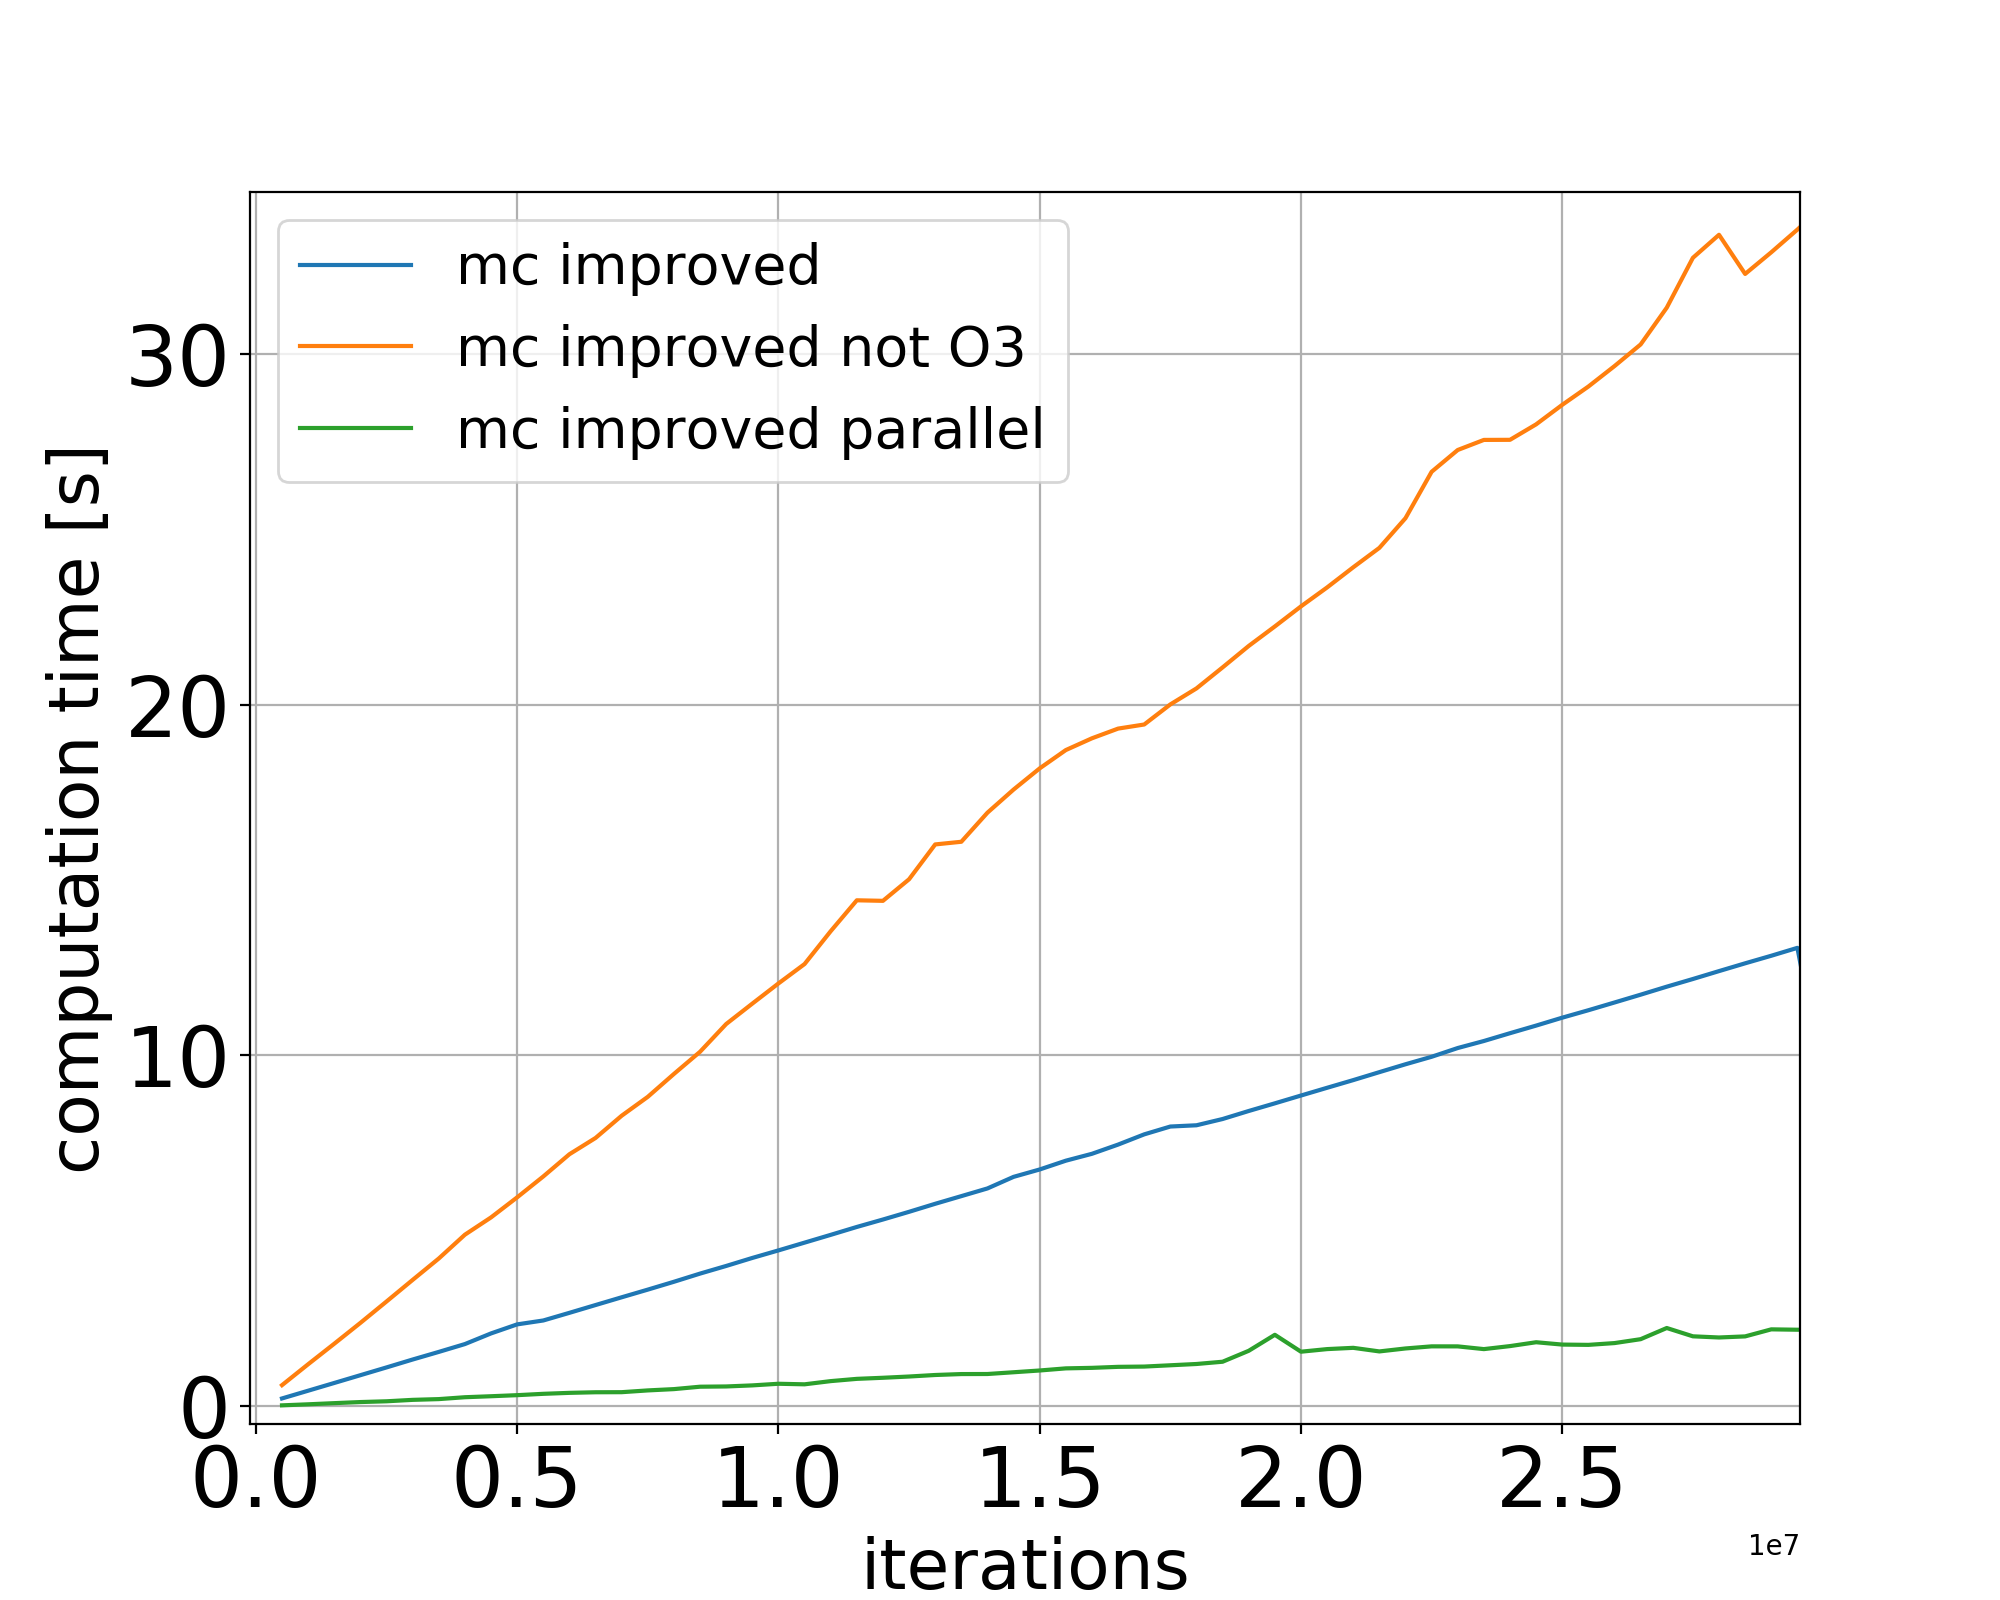 mc improved
mc improved not O3
mc improved parallel
computation time [s]
30
20
10
0
0.0 0.5 1.0 1.5 2.0 2.5
1e7
iterations